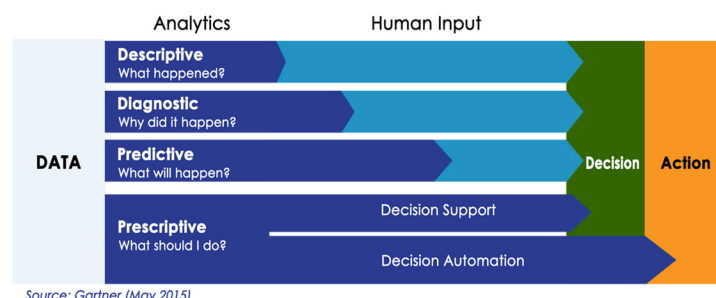 Analytics
Human Input
Descriptive
What happened?
Diagnostic
Why did it happen?
Predictive
What will happen?
Prescriptive
What should I do?
Decision Support
Decision Automation
DATA
Decision
Action
Source: Gartner (May 2015)